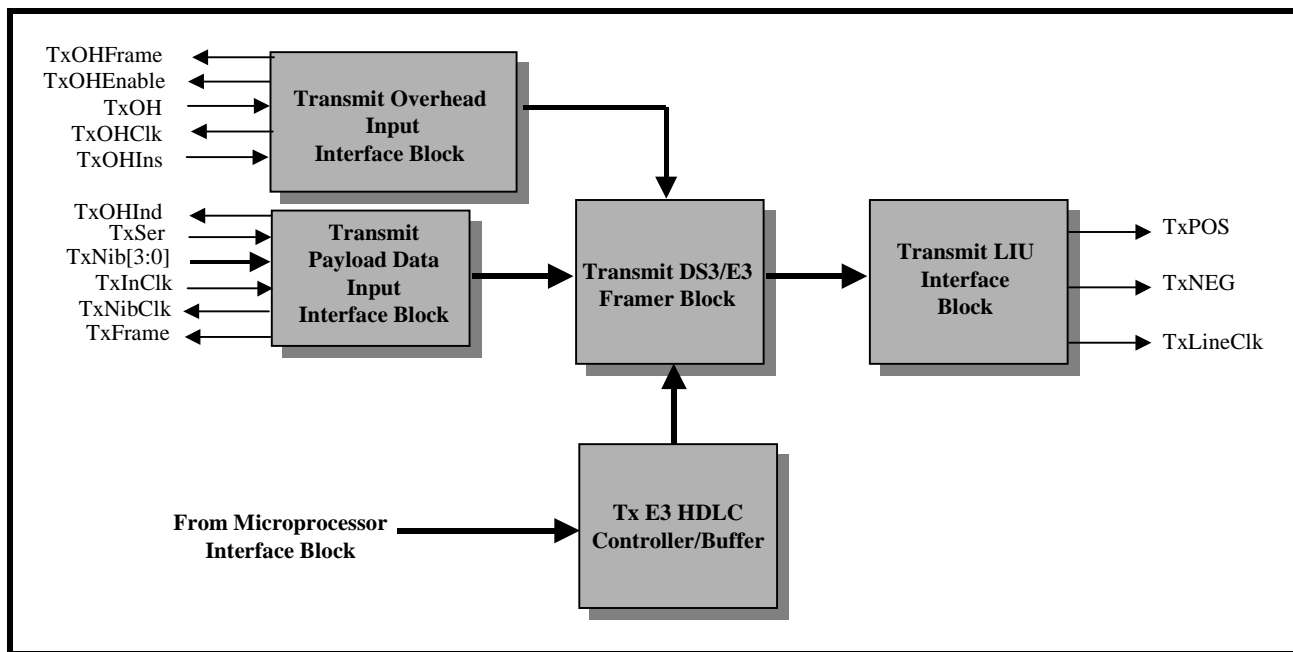 TxOHFrame
TxOHEnable
TxOH
TxOHClk
TxOHIns
Transmit Overhead
Input
Interface Block
TxOHInd
TxSer
TxNib[3:0]
TxInClk
TxNibClk
TxFrame
Transmit
Payload Data
Input
Interface Block
Transmit DS3/E3
Framer Block
Transmit LIU
Interface
Block
TxPOS
TxNEG
TxLineClk
From Microprocessor
Interface Block
Tx E3 HDLC
Controller/Buffer